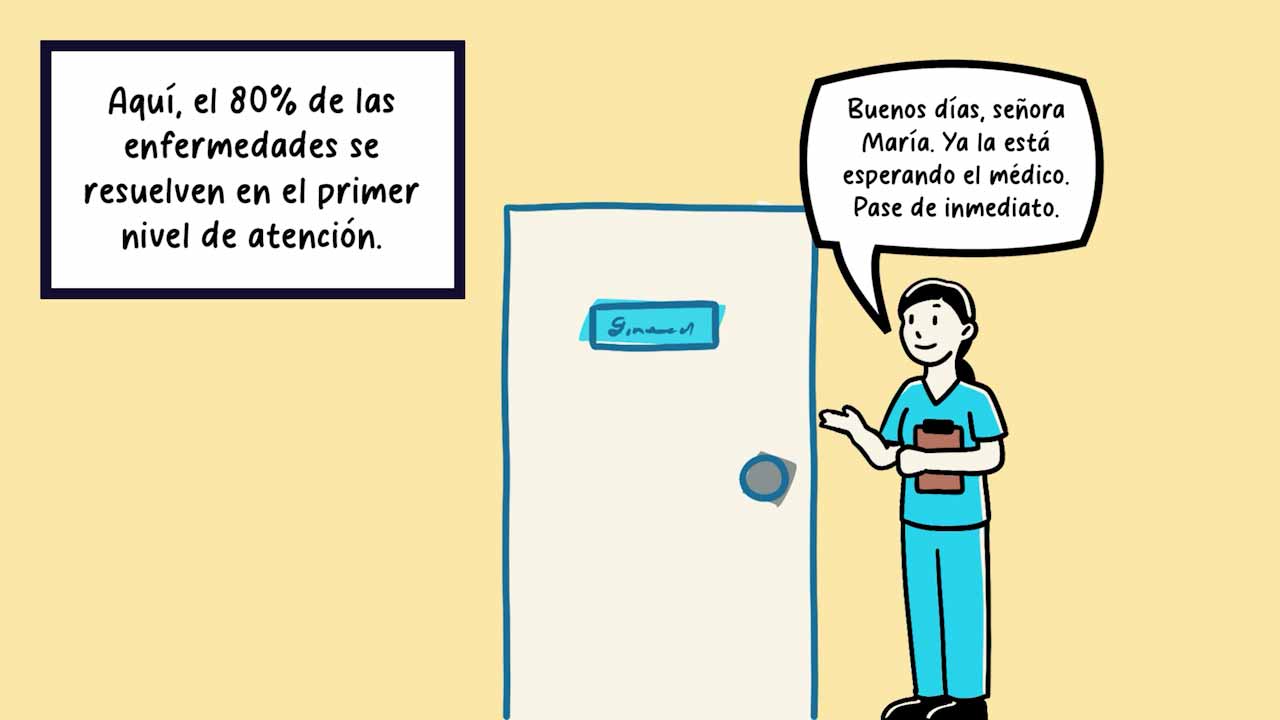 Aquí, el 80% de las
enfermedades se
resuelven en el primer
nivel de atención.
Buenos días, señora
María. Ya la está
esperando el médico.
Pase de inmediato.